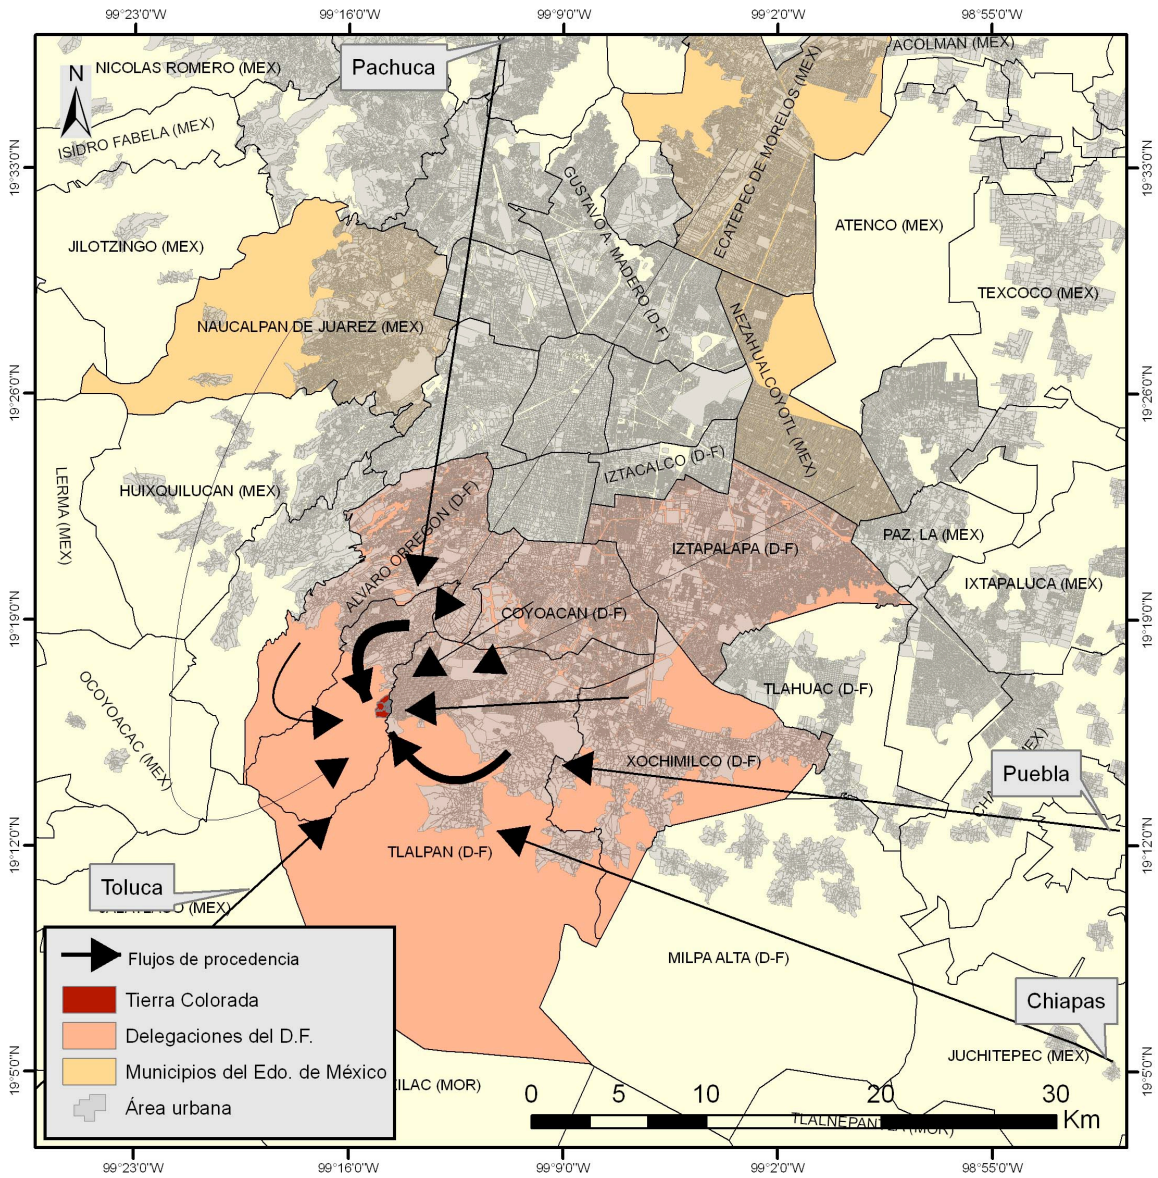 99°23'0"W
99°16'0"W
99°9'0"W
99°2'0"W
98°55'0"W
Pachuca
ACOLMAN (MEX)
NICOLAS ROMERO (MEX)
N
ISIDRO FABELA (MEX)
19°33'0"N
19°33'0"N
GUSTAVO A. MADERO (D-F)
ECATEPEC DE MORELOS (MEX)
ATENCO (MEX)
JILOTZINGO (MEX)
TEXCOCO (MEX)
NAUCALPAN DE JUAREZ (MEX)
NEZAHUALCOYOTL (MEX)
19°26'0"N
19°26'0"N
IZTACALCO (D-F)
LERMA (MEX)
HUIXQUILUCAN (MEX)
ALVARO OBREGON (D-F)
PAZ, LA (MEX)
IZTAPALAPA (D-F)
IXTAPALUCA (MEX)
COYOACAN (D-F)
19°19'0"N
19°19'0"N
OCOYOACAC (MEX)
TLAHUAC (D-F)
XOCHIMILCO (D-F)
Puebla
19°12'0"N
19°12'0"N
TLALPAN (D-F)
Toluca
(MEX)
MILPA ALTA (D-F)
Chiapas
JUCHITEPEC (MEX)
19°5'0"N
19°5'0"N
Flujos de procedencia
Tierra Colorada
Delegaciones del D.F.
Municipios del Edo. de México
Área urbana
ILAC (MOR)
0 5 10 20 30
Km
TLALNEPANTLA (MOR)
99°23'0"W
99°16'0"W
99°9'0"W
99°2'0"W
98°55'0"W